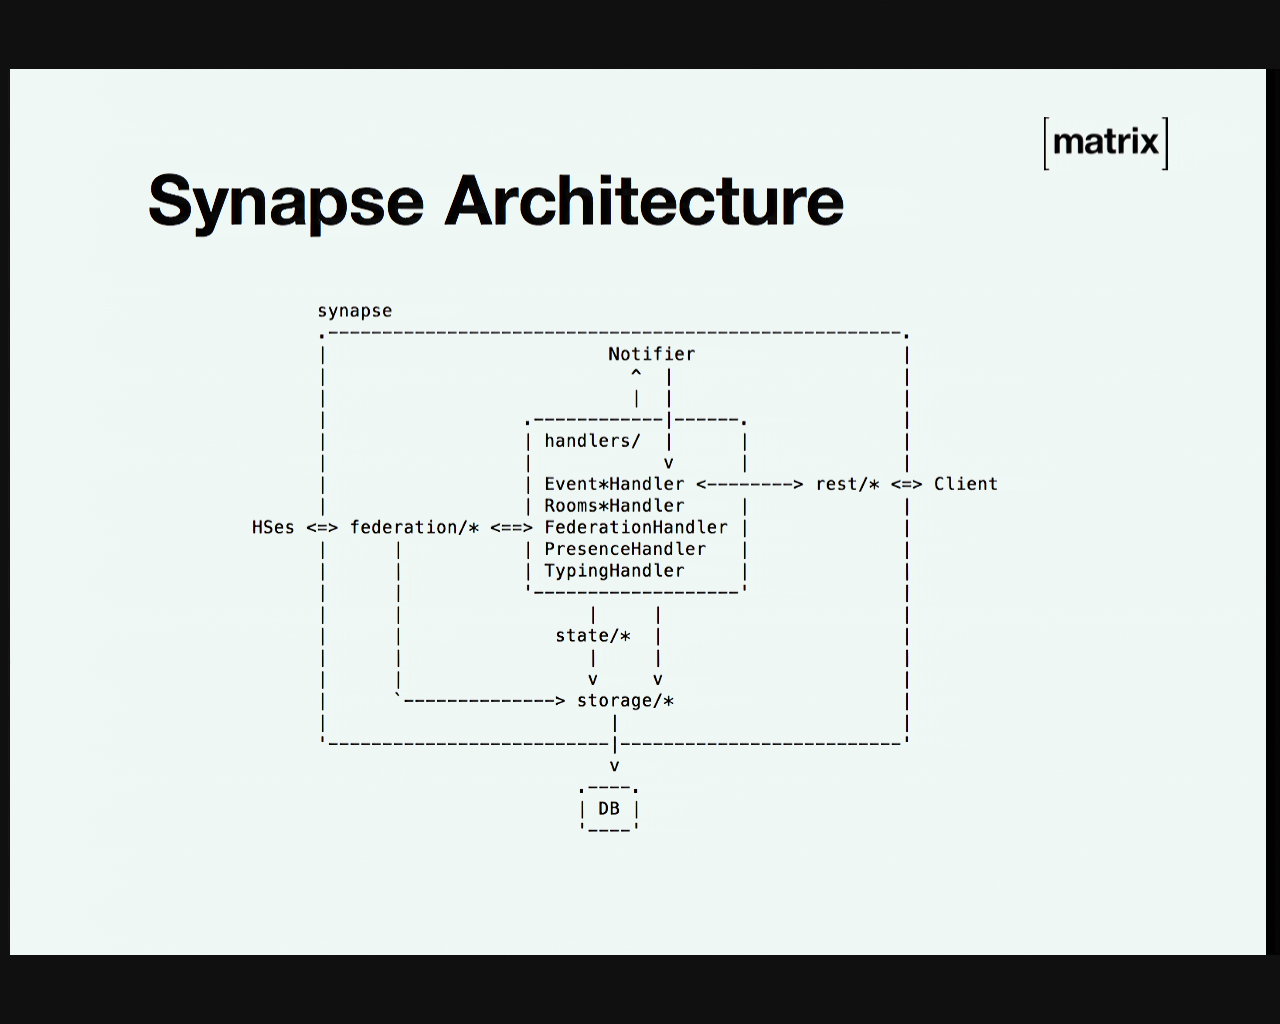 [matrix]
Synapse Architecture
synapse
Notifier
handlers/
Event*Handler <--------> rest/* <=> Client
Rooms*Handler
HSes <=> federation/* <==> FederationHandler
PresenceHandler
TypingHandler
state/*
storage/*
DB